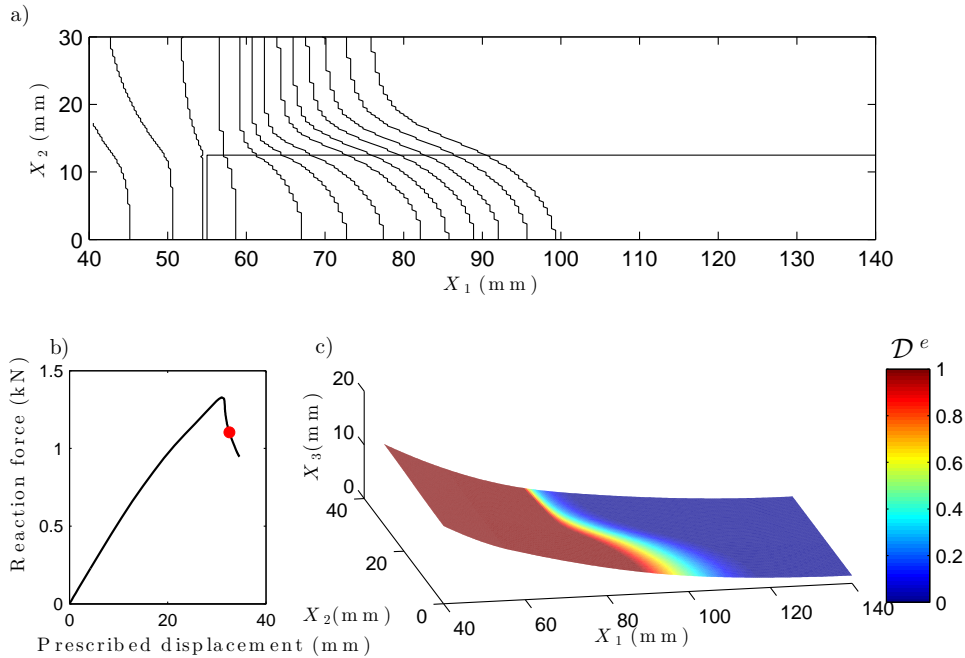 a)
30
20
10
0
X₂ (mm)
40 50 60 70 80 90 100 110 120 130 140
X₁ (mm)
b)
Reaction force (kN)
1.5
1
0.5
0
0 20 40
Prescribed displacement (mm)
c)
X₃(mm)
20
10
0
40
20
0
X₂(mm)
40 60 80 100 120 140
X₁ (mm)
𝒟ᵉ
1
0.8
0.6
0.4
0.2
0